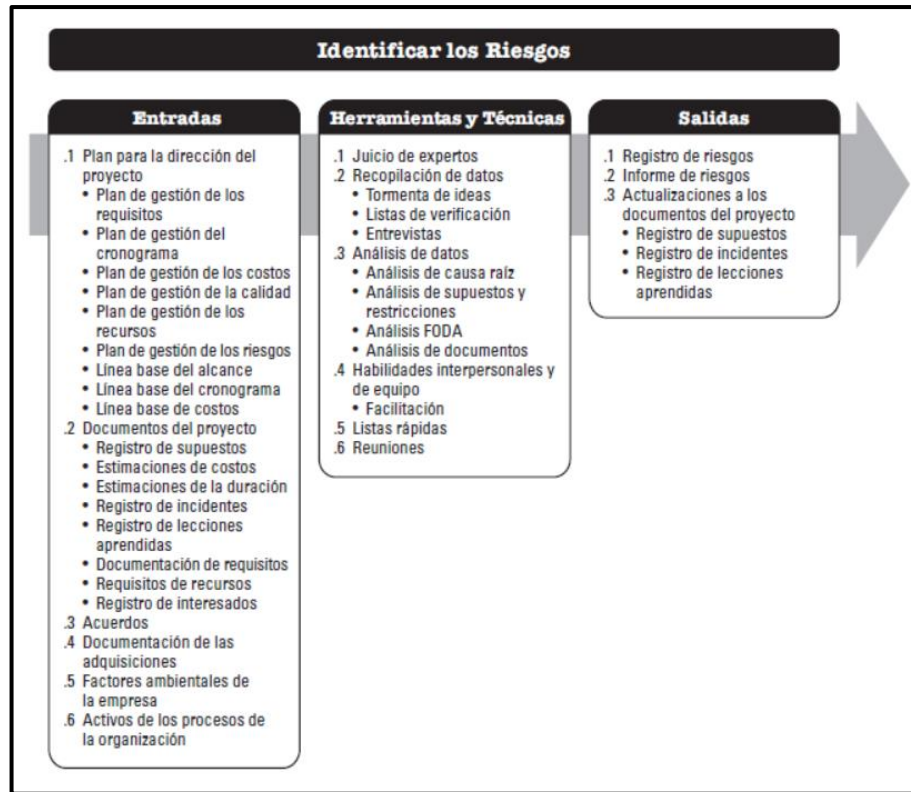 Identificar los Riesgos
Entradas
.1 Plan para la dirección del
proyecto
• Plan de gestión de los
requisitos
• Plan de gestión del
cronograma
• Plan de gestión de los costos
• Plan de gestión de la calidad
• Plan de gestión de los
recursos
• Plan de gestión de los riesgos
• Línea base del alcance
• Línea base del cronograma
• Línea base de costos
.2 Documentos del proyecto
• Registro de supuestos
• Estimaciones de costos
• Estimaciones de la duración
• Registro de incidentes
• Registro de lecciones
aprendidas
• Documentación de requisitos
• Requisitos de recursos
• Registro de interesados
.3 Acuerdos
.4 Documentación de las
adquisiciones
.5 Factores ambientales de
la empresa
.6 Activos de los procesos de
la organización
Herramientas y Técnicas
.1 Juicio de expertos
.2 Recopilación de datos
• Tormenta de ideas
• Listas de verificación
• Entrevistas
.3 Análisis de datos
• Análisis de causa raíz
• Análisis de supuestos y
restricciones
• Análisis FODA
• Análisis de documentos
.4 Habilidades interpersonales y
de equipo
• Facilitación
.5 Listas rápidas
.6 Reuniones
Salidas
.1 Registro de riesgos
.2 Informe de riesgos
.3 Actualizaciones a los
documentos del proyecto
• Registro de supuestos
• Registro de incidentes
• Registro de lecciones
aprendidas